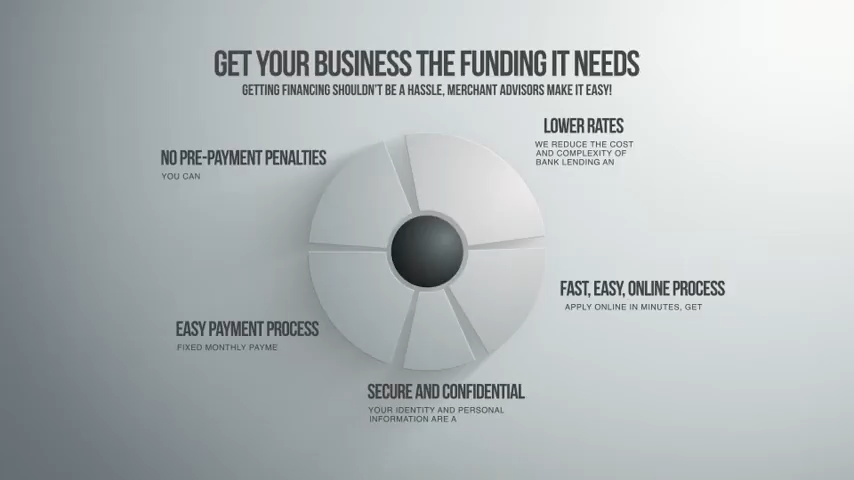 GET YOUR BUSINESS THE FUNDING IT NEEDS
GETTING FINANCING SHOULDN'T BE A HASSLE, MERCHANT ADVISORS MAKE IT EASY!
LOWER RATES
WE REDUCE THE COST
AND COMPLEXITY OF
BANK LENDING AN
NO PRE-PAYMENT PENALTIES
YOU CAN
FAST, EASY, ONLINE PROCESS
APPLY ONLINE IN MINUTES, GET
EASY PAYMENT PROCESS
FIXED MONTHLY PAYME
SECURE AND CONFIDENTIAL
YOUR IDENTITY AND PERSONAL
INFORMATION ARE A